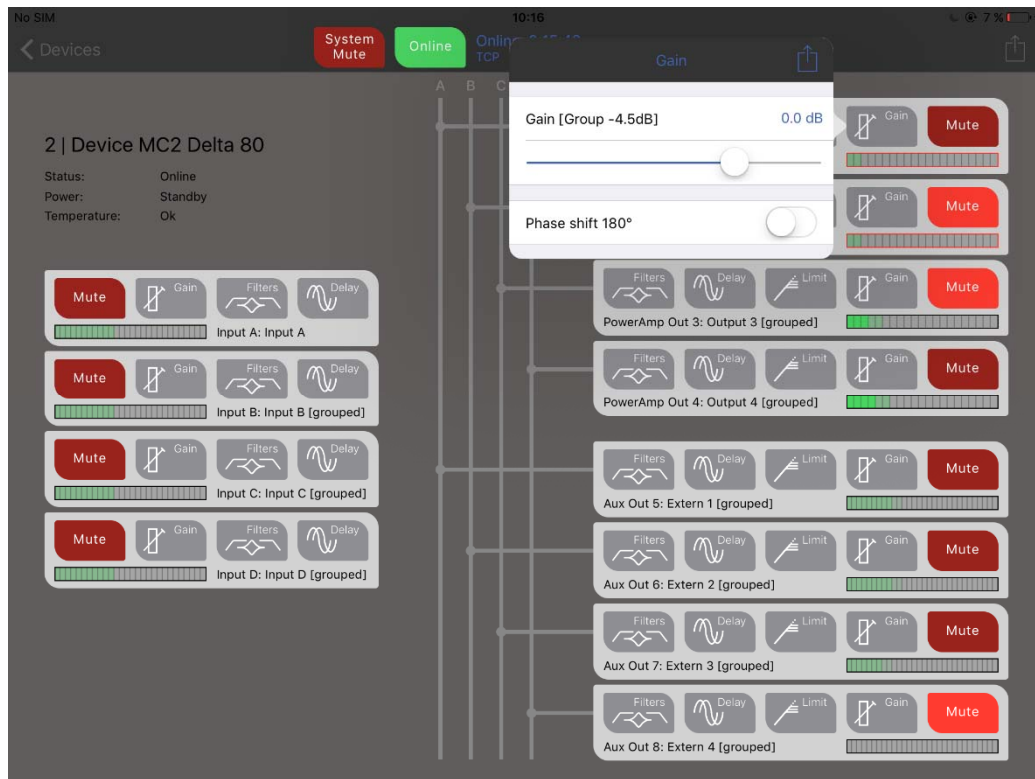 No SIM
10:16
7 %
Devices
System
Mute
Online
TCP
Gain
A B C
Gain [Group -4.5dB] 0.0 dB
Phase shift 180°
2 | Device MC2 Delta 80
Status: Online
Power: Standby
Temperature: Ok
Mute Gain Filters Delay
Input A: Input A
Mute Gain Filters Delay
Input B: Input B [grouped]
Mute Gain Filters Delay
Input C: Input C [grouped]
Mute Gain Filters Delay
Input D: Input D [grouped]
Gain Mute
Gain Mute
Filters Delay Limit Gain Mute
PowerAmp Out 3: Output 3 [grouped]
Filters Delay Limit Gain Mute
PowerAmp Out 4: Output 4 [grouped]
Filters Delay Limit Gain Mute
Aux Out 5: Extern 1 [grouped]
Filters Delay Limit Gain Mute
Aux Out 6: Extern 2 [grouped]
Filters Delay Limit Gain Mute
Aux Out 7: Extern 3 [grouped]
Filters Delay Limit Gain Mute
Aux Out 8: Extern 4 [grouped]